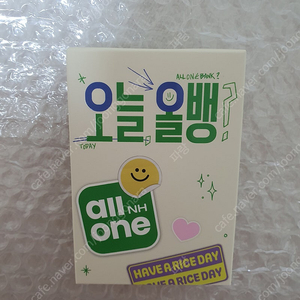 ALL ONE BANK?
오늘, 올뱅?
TODAY
all
NH
one
HAVE A RICE DAY
HAVE A RICE DAY